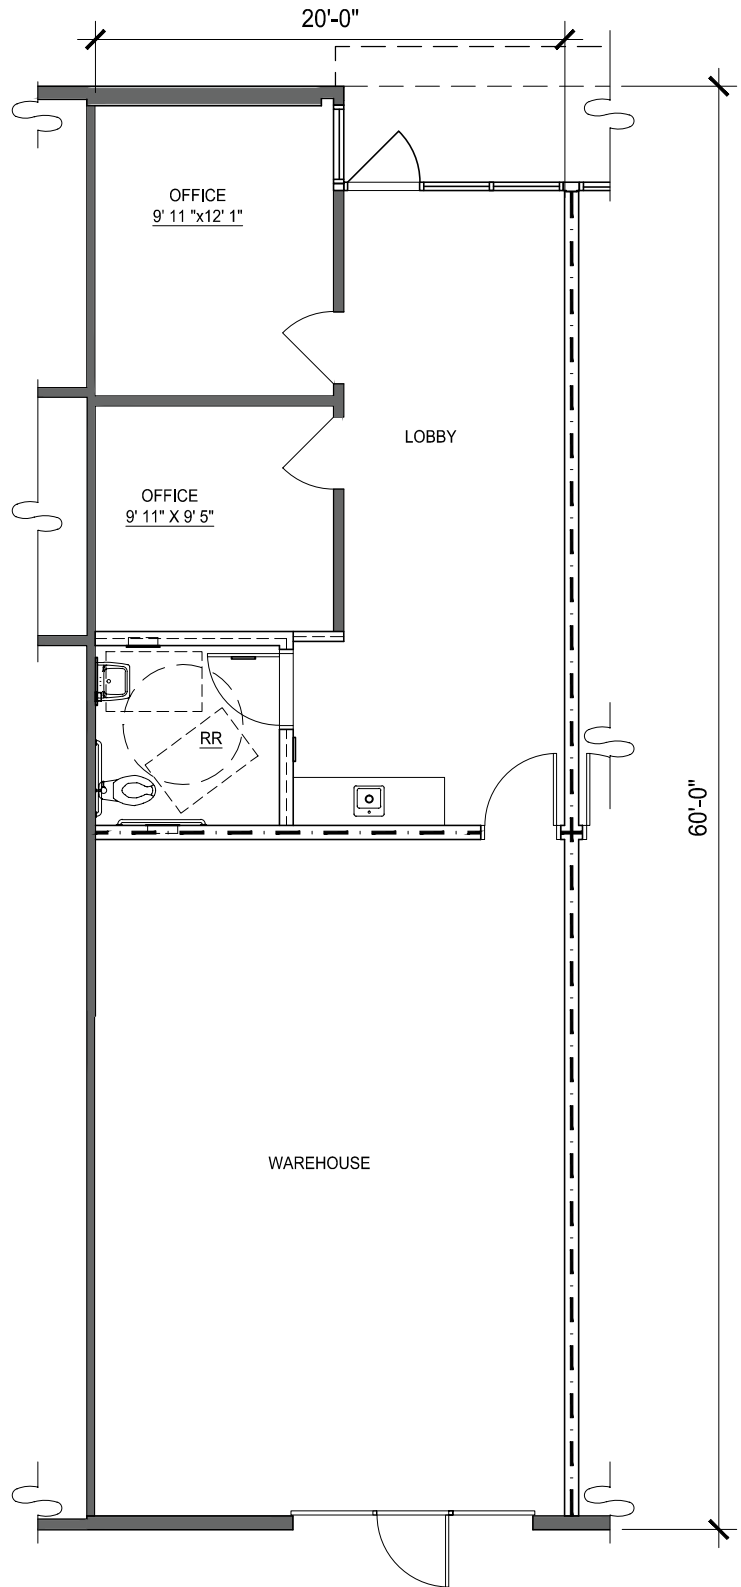 20'-0"
OFFICE
9' 11 "x12' 1"
LOBBY
OFFICE
9' 11" X 9' 5"
RR
60'-0"
WAREHOUSE